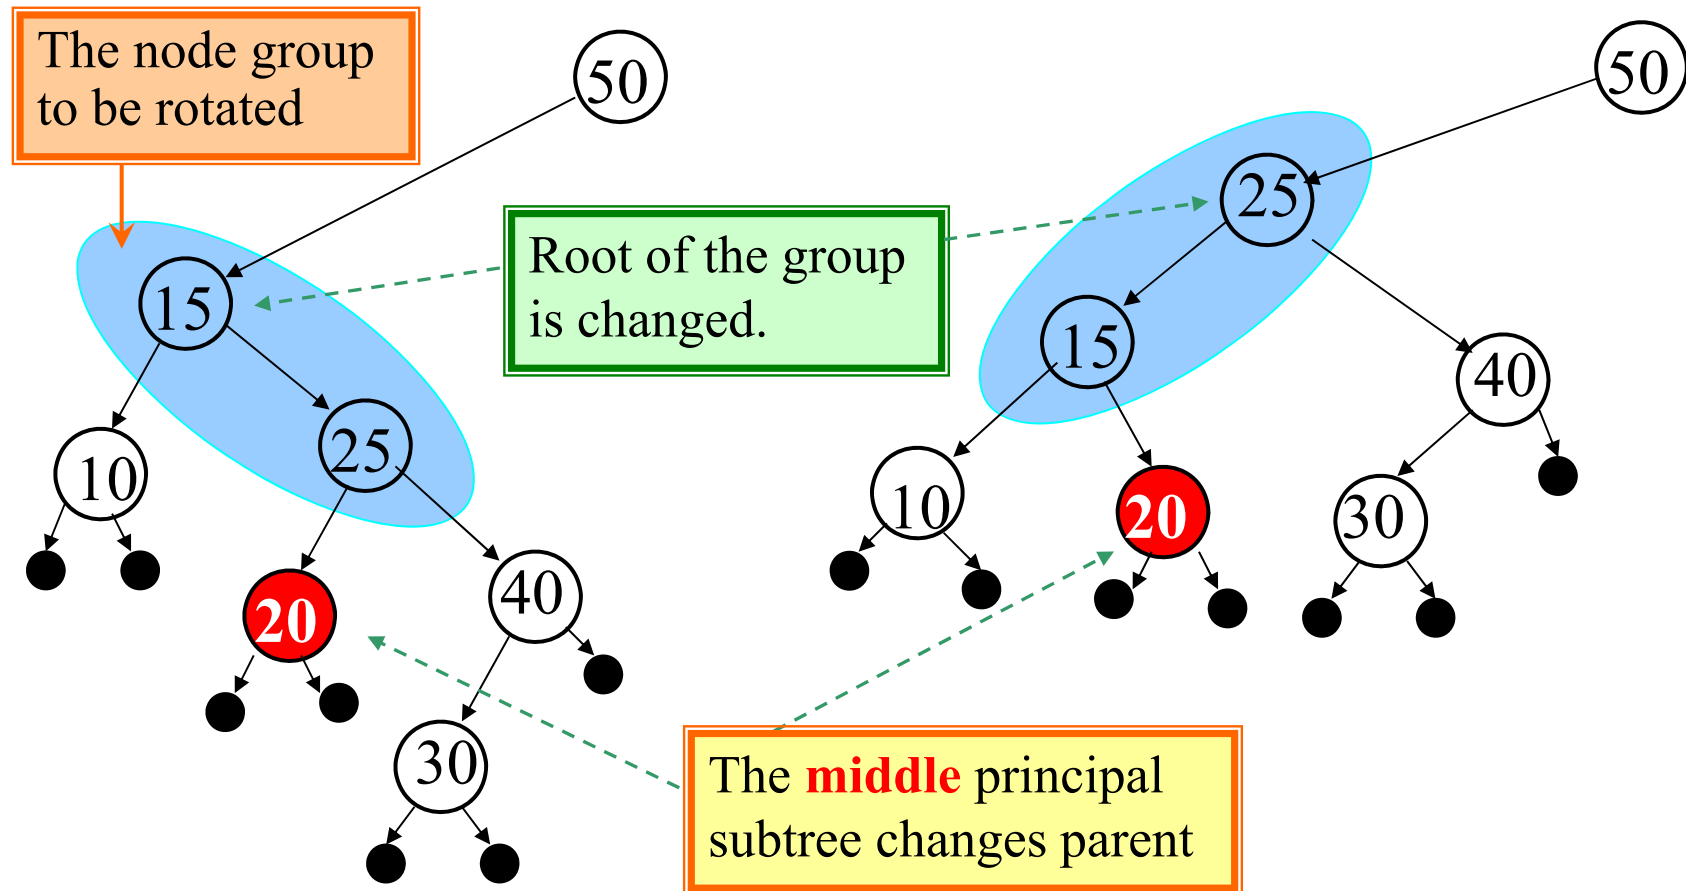 The node group
to be rotated
50
50
25
Root of the group
is changed.
15
15
40
25
10
10
20
30
40
20
30
The middle principal
subtree changes parent